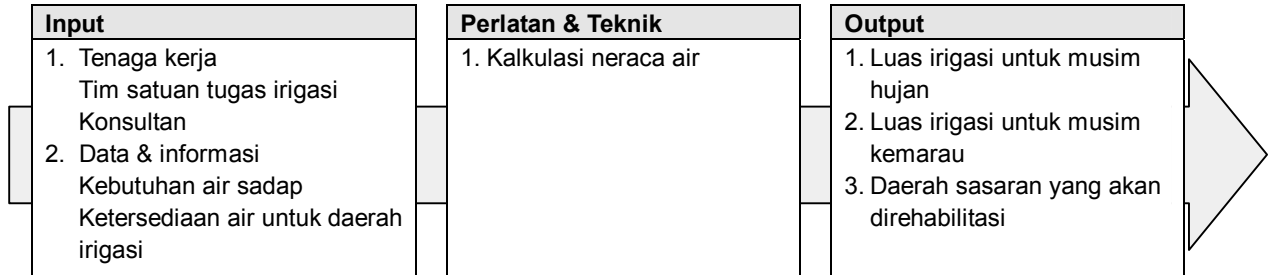 Input
1. Tenaga kerja
Tim satuan tugas irigasi
Konsultan
2. Data & informasi
Kebutuhan air sadap
Ketersediaan air untuk daerah
irigasi
Perlatan & Teknik
1. Kalkulasi neraca air
Output
1. Luas irigasi untuk musim
hujan
2. Luas irigasi untuk musim
kemarau
3. Daerah sasaran yang akan
direhabilitasi